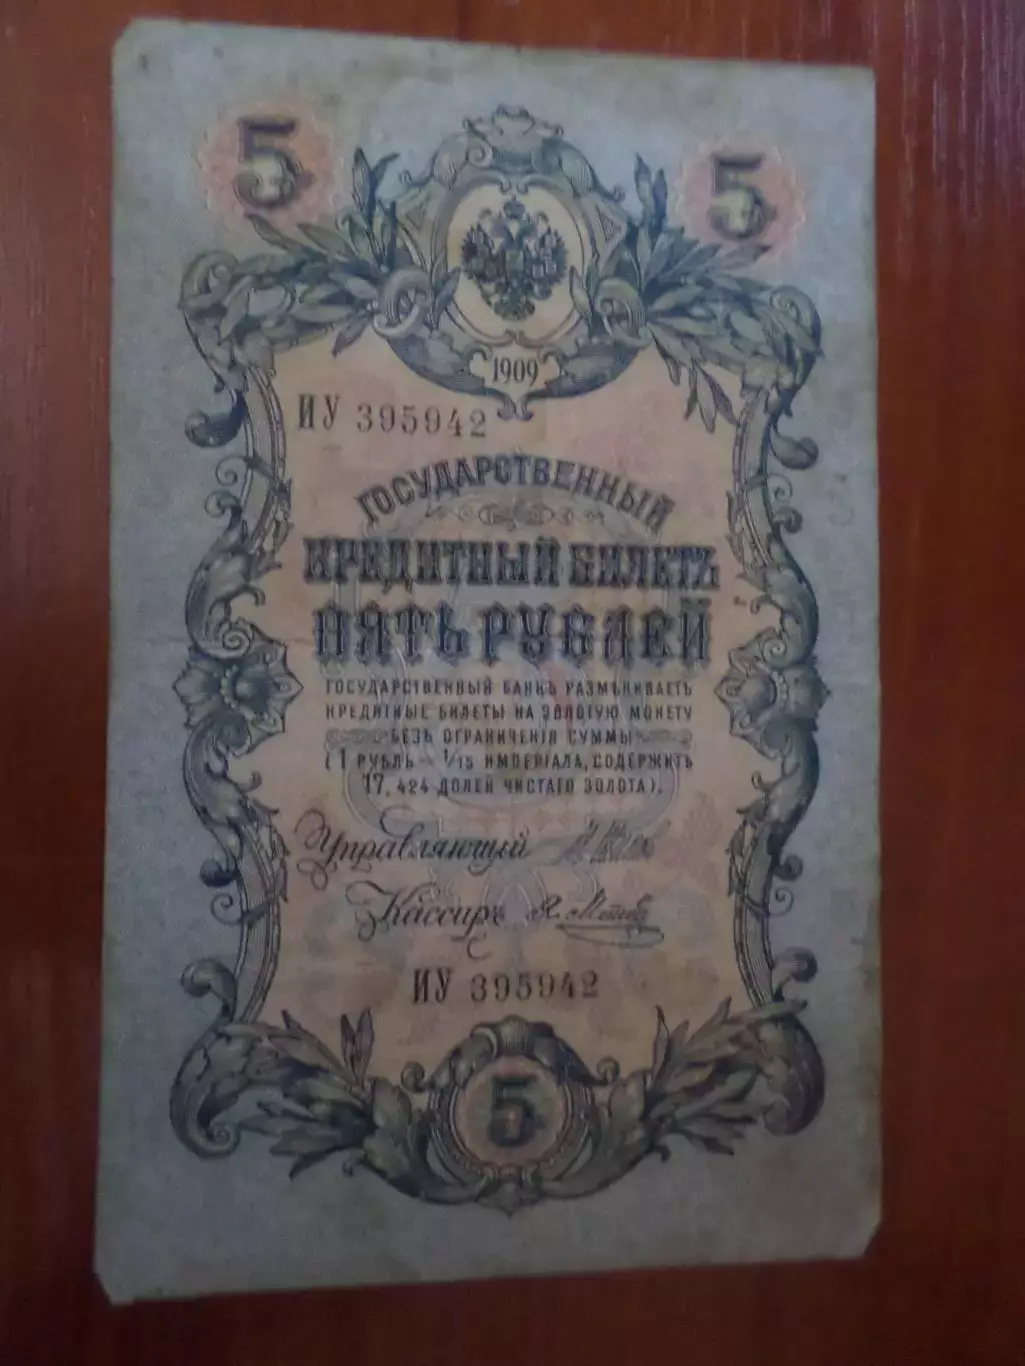 5 5
1909
ИУ 395942
ГОСУДАРСТВЕННЫЙ
КРЕДИТНЫЙ БИЛЕТЪ
ПЯТЬ РУБЛЕЙ
ГОСУДАРСТВЕННЫЙ БАНКЪ РАЗМѢНИВАЕТЪ
КРЕДИТНЫЕ БИЛЕТЫ НА ЗОЛОТУЮ МОНЕТУ
БЕЗЪ ОГРАНИЧЕНІЯ СУММЫ
(1 РУБЛЬ = 1/15 ИМПЕРІАЛА, СОДЕРЖИТЪ
17,424 ДОЛЕЙ ЧИСТАГО ЗОЛОТА).
Управляющій
Кассиръ
ИУ 395942
5